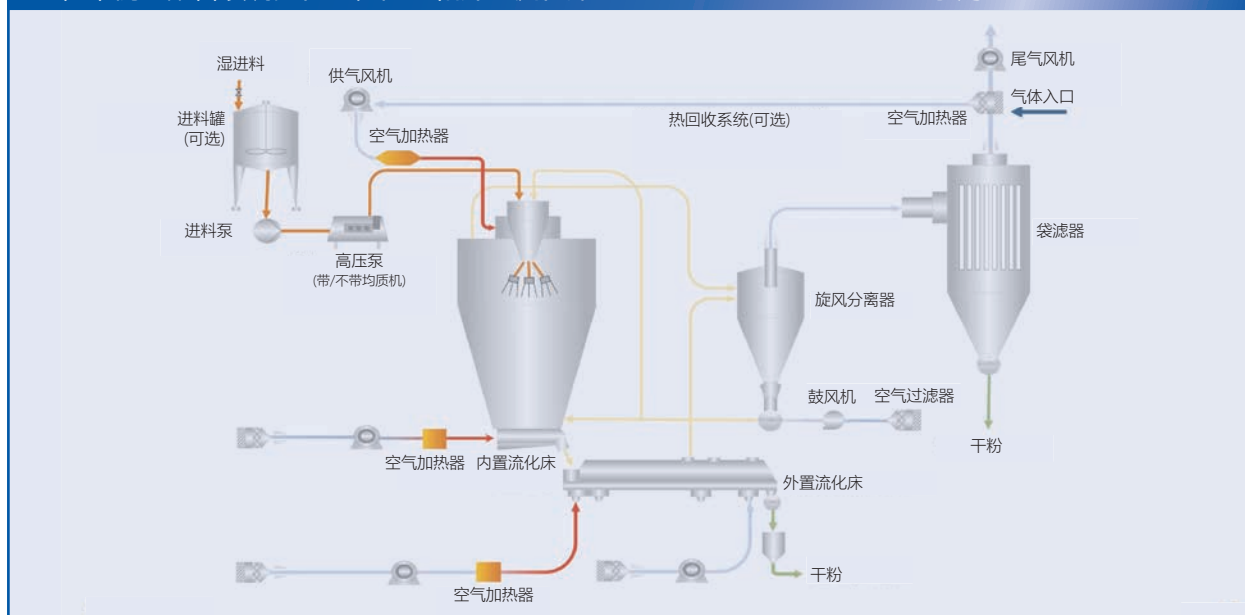 湿进料
供气风机
尾气风机
进料罐
(可选)
空气加热器
热回收系统(可选)
空气加热器
气体入口
进料泵
高压泵
(带/不带均质机)
袋滤器
旋风分离器
鼓风机
空气过滤器
干粉
空气加热器
内置流化床
外置流化床
空气加热器
干粉